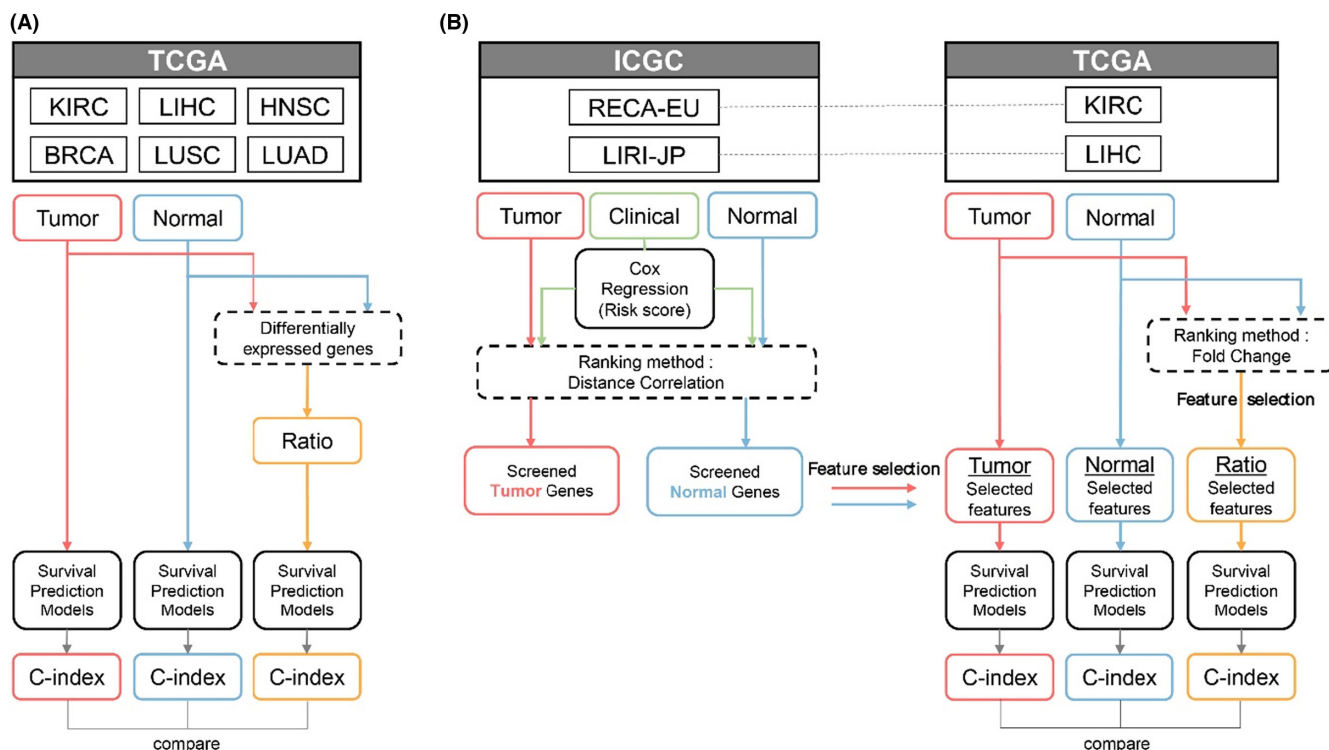 (A)
TCGA
KIRC
LIHC
HNSC
BRCA
LUSC
LUAD
Tumor
Normal
Differentially
expressed genes
Ratio
Survival
Prediction
Models
Survival
Prediction
Models
Survival
Prediction
Models
C-index
C-index
C-index
compare
(B)
ICGC
RECA-EU
LIRI-JP
TCGA
KIRC
LIHC
Tumor
Clinical
Normal
Cox
Regression
(Risk score)
Ranking method :
Distance Correlation
Screened
Tumor Genes
Screened
Normal Genes
Feature selection
Tumor
Normal
Ranking method :
Fold Change
Feature selection
Tumor
Selected
features
Normal
Selected
features
Ratio
Selected
features
Survival
Prediction
Models
Survival
Prediction
Models
Survival
Prediction
Models
C-index
C-index
C-index
compare